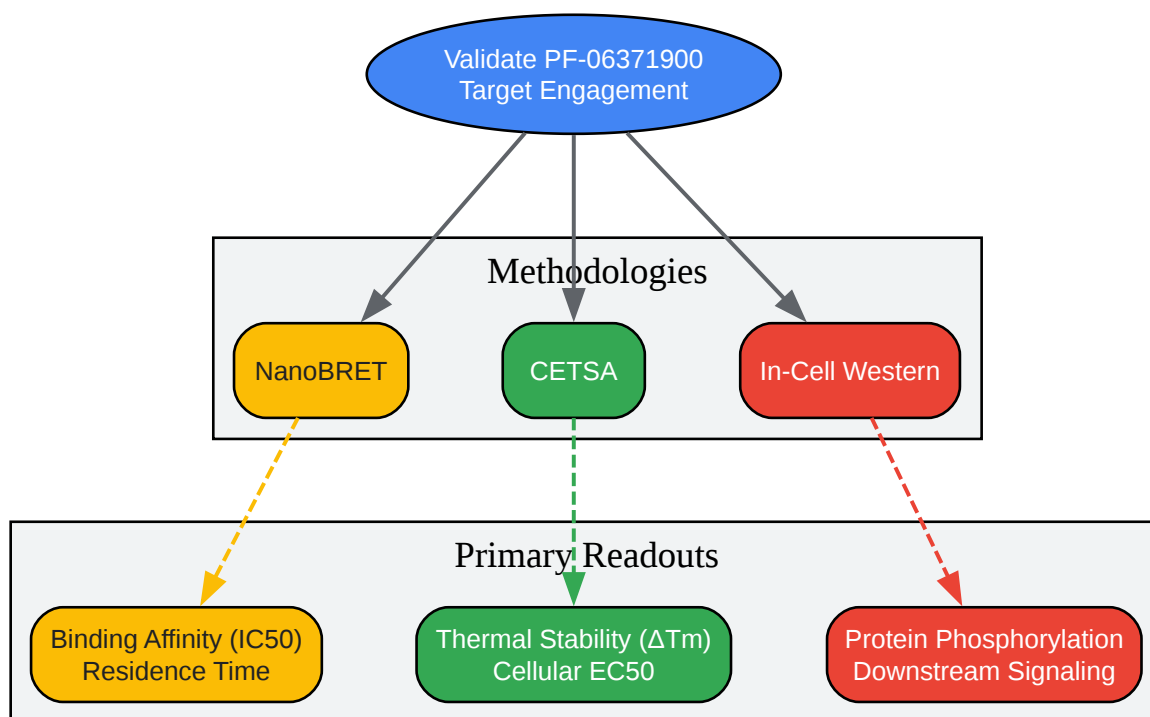 Validate PF-06371900
Target Engagement
Methodologies
NanoBRET
CETSA
In-Cell Western
Primary Readouts
Binding Affinity (IC50)
Residence Time
Thermal Stability (ΔTm)
Cellular EC50
Protein Phosphorylation
Downstream Signaling